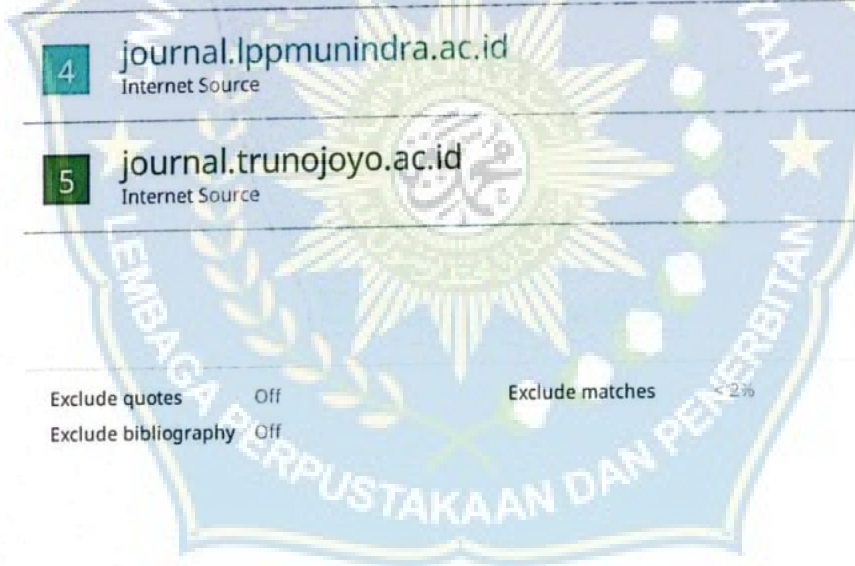 4 journal.lppmunindra.ac.id
Internet Source
5 journal.trunojoyo.ac.id
Internet Source
Exclude quotes Off Exclude matches < 2%
Exclude bibliography Off
LEMBAGA PERPUSTAKAAN DAN PENERBITAN